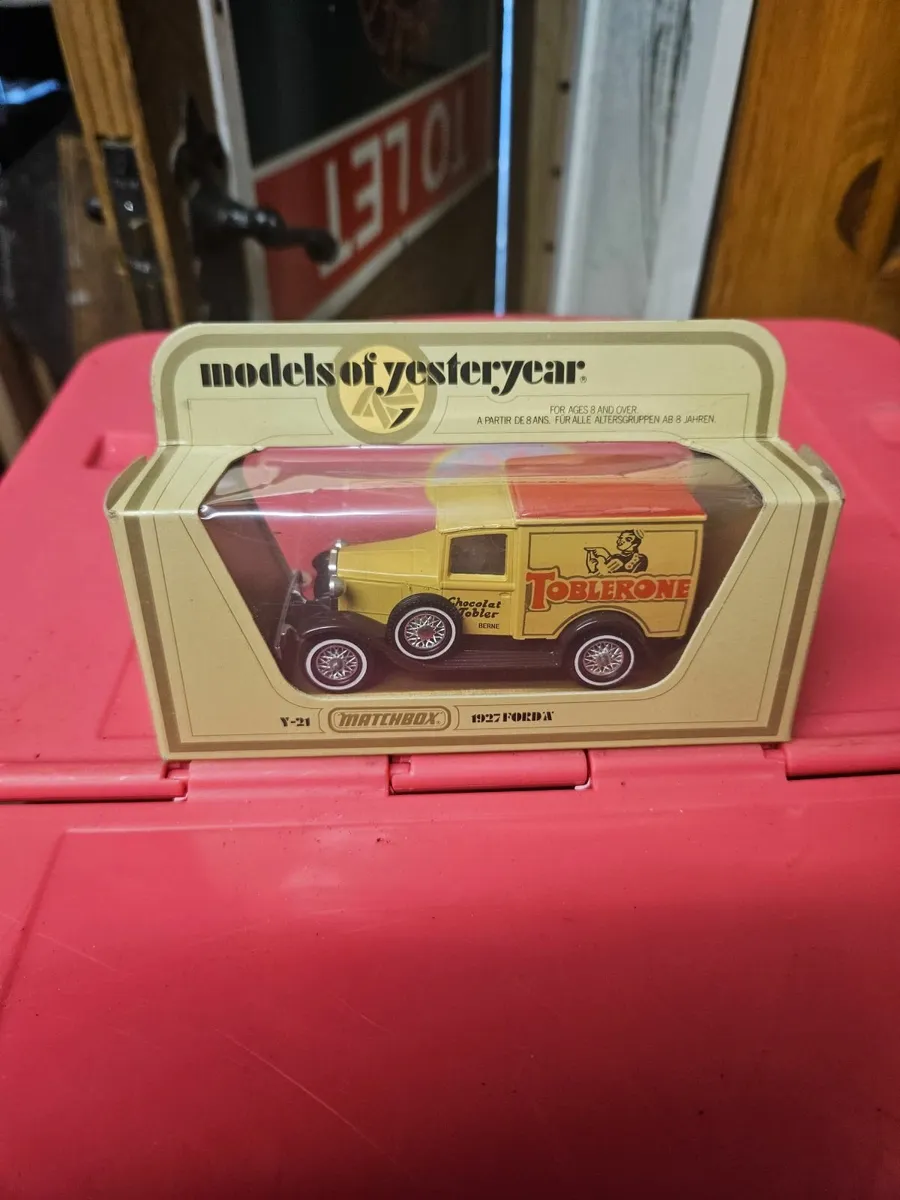 TO LET
models of yesteryear®
FOR AGES 8 AND OVER.
A PARTIR DE 8 ANS. FÜR ALLE ALTERSGRUPPEN AB 8 JAHREN.
TOBLERONE
Chocolat
Tobler
BERNE
Y-21 MATCHBOX® 1927 FORD 'A'